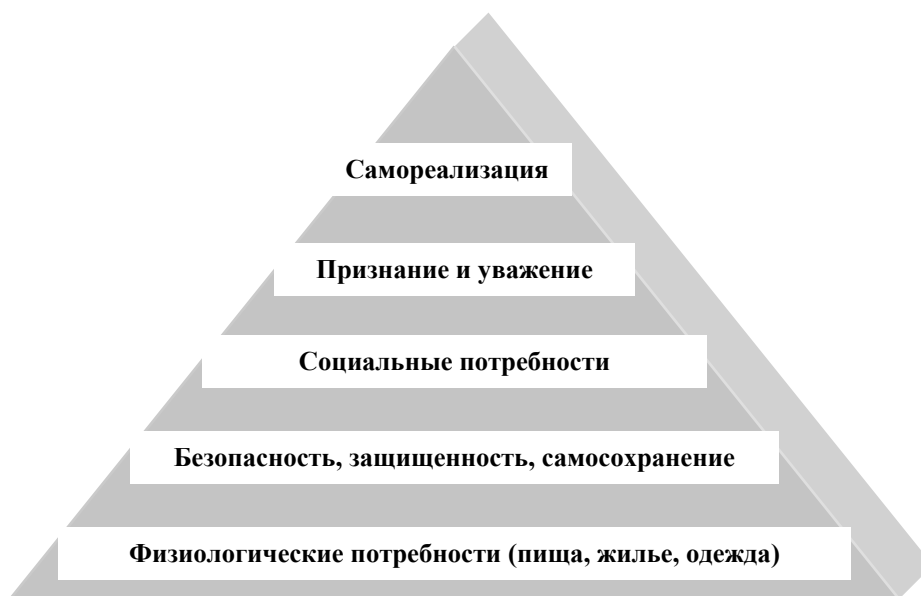 Самореализация
Признание и уважение
Социальные потребности
Безопасность, защищенность, самосохранение
Физиологические потребности (пища, жилье, одежда)